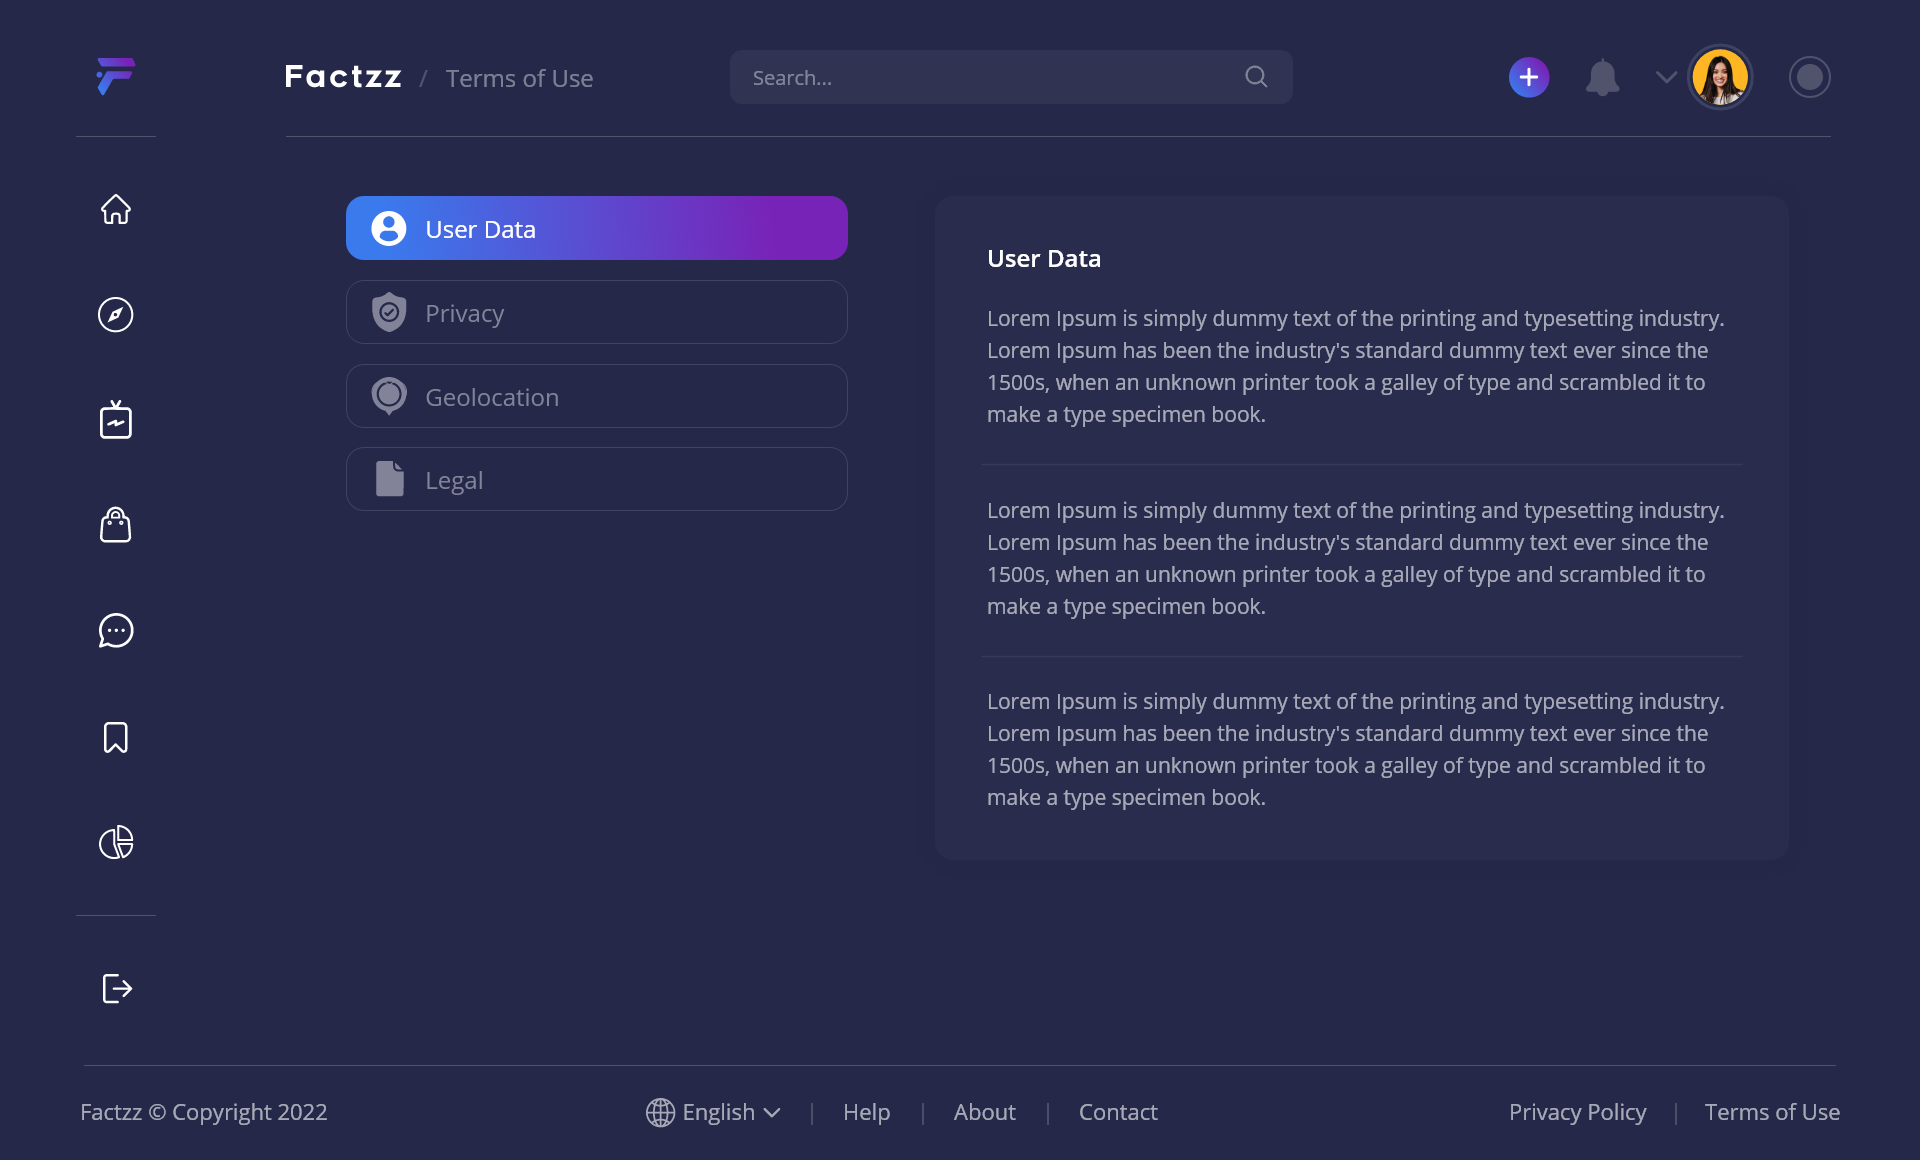 Factzz / Terms of Use
Search...
User Data
Privacy
Geolocation
Legal
User Data
Lorem Ipsum is simply dummy text of the printing and typesetting industry.
Lorem Ipsum has been the industry's standard dummy text ever since the
1500s, when an unknown printer took a galley of type and scrambled it to
make a type specimen book.
Lorem Ipsum is simply dummy text of the printing and typesetting industry.
Lorem Ipsum has been the industry's standard dummy text ever since the
1500s, when an unknown printer took a galley of type and scrambled it to
make a type specimen book.
Lorem Ipsum is simply dummy text of the printing and typesetting industry.
Lorem Ipsum has been the industry's standard dummy text ever since the
1500s, when an unknown printer took a galley of type and scrambled it to
make a type specimen book.
Factzz © Copyright 2022
English | Help | About | Contact
Privacy Policy | Terms of Use